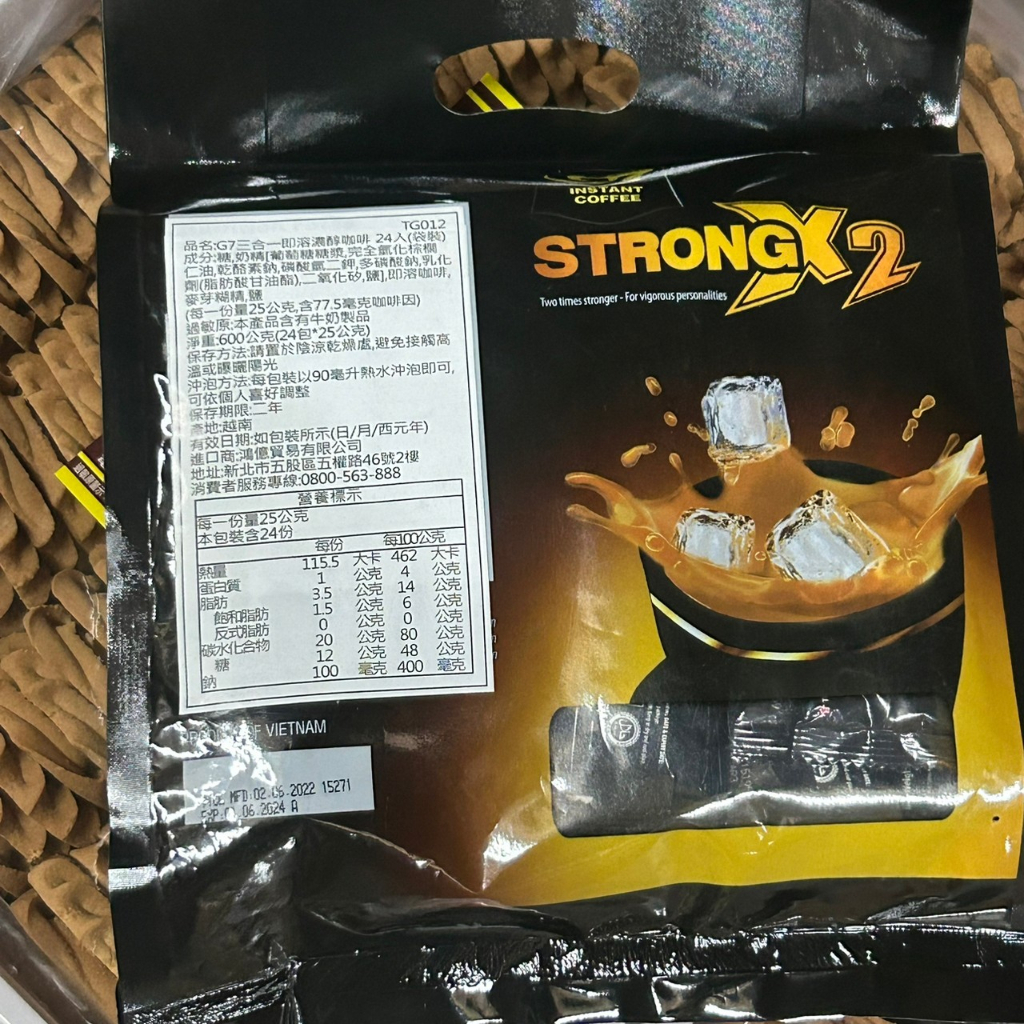 INSTANT
COFFEE
STRONG X2
Two times stronger - For vigorous personalities
TG012
品名:G7三合一即溶濃醇咖啡 24入(袋裝)
成分:糖,奶精[葡萄糖糖漿,完全氫化棕櫚
仁油,乾酪素鈉,磷酸氫二鉀,多磷酸鈉,乳化
劑(脂肪酸甘油酯),二氧化矽,鹽],即溶咖啡,
麥芽糊精,鹽
(每一份量25公克,含77.5毫克咖啡因)
過敏原:本產品含有牛奶製品
淨重:600公克(24包*25公克)
保存方法:請置於陰涼乾燥處,避免接觸高
溫或曝曬陽光
沖泡方法:每包裝以90毫升熱水沖泡即可,
可依個人喜好調整
保存期限:二年
產地:越南
有效日期:如包裝所示(日/月/西元年)
進口商:鴻億貿易有限公司
地址:新北市五股區五權路46號2樓
消費者服務專線:0800-563-888
營養標示
每一份量25公克
本包裝含24份
每份 每100公克
熱量 115.5 大卡 462 大卡
蛋白質 1 公克 4 公克
脂肪 3.5 公克 14 公克
飽和脂肪 1.5 公克 6 公克
反式脂肪 0 公克 0 公克
碳水化合物 20 公克 80 公克
糖 12 公克 48 公克
鈉 100 毫克 400 毫克
OF VIETNAM
MFD 02.06.2022 15271
EXP .06.2024 A